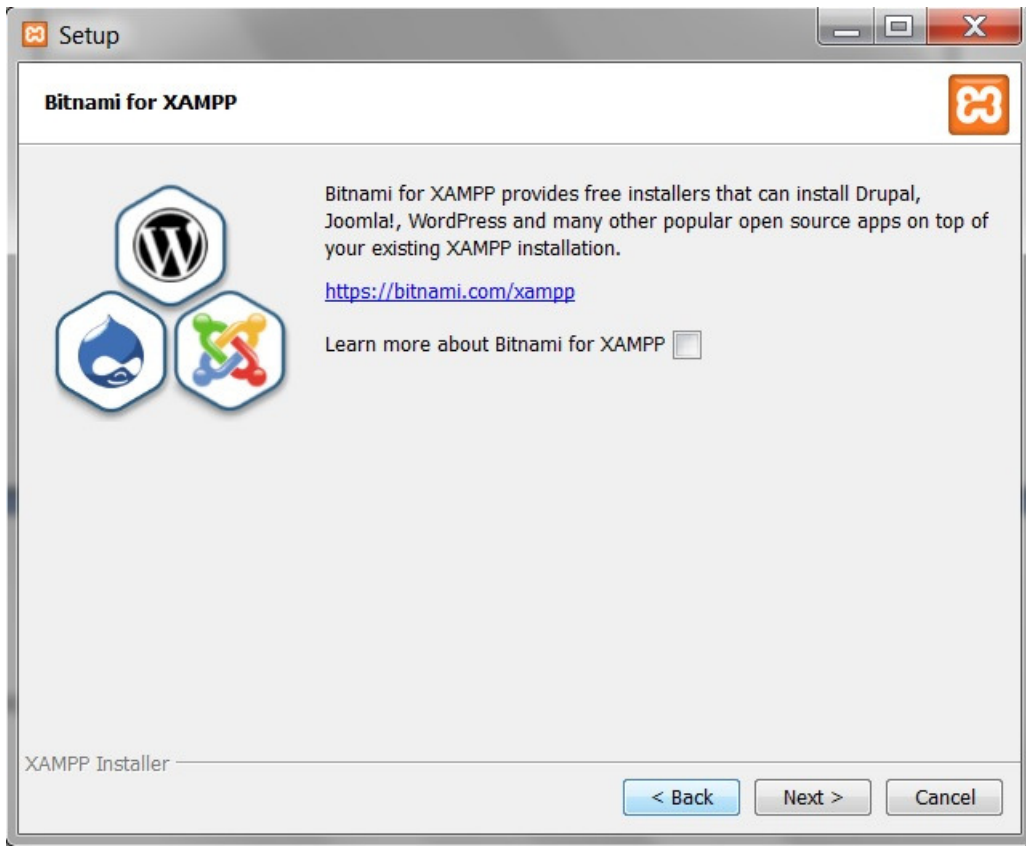 Setup
Bitnami for XAMPP
Bitnami for XAMPP provides free installers that can install Drupal,
Joomla!, WordPress and many other popular open source apps on top of
your existing XAMPP installation.
https://bitnami.com/xampp
Learn more about Bitnami for XAMPP
XAMPP Installer
< Back Next > Cancel